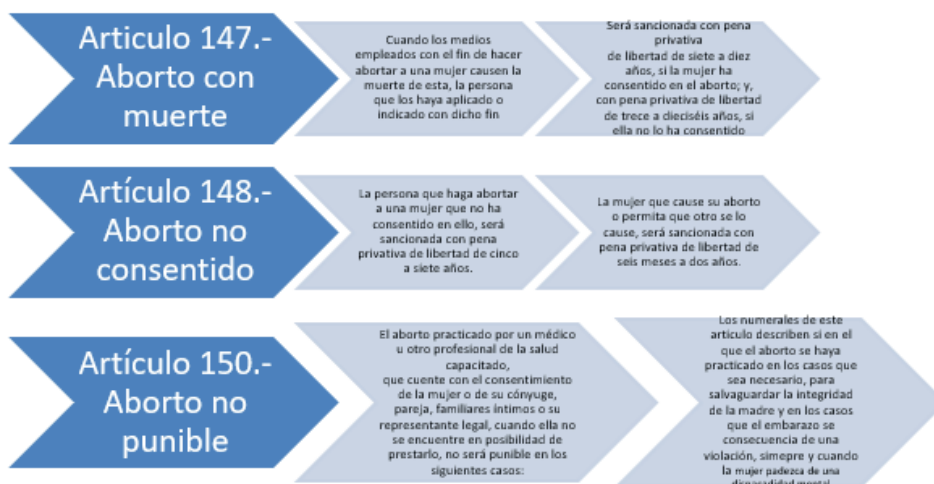 Articulo 147.-
Aborto con
muerte
Cuando los medios
empleados con el fin de hacer
abortar a una mujer causen la
muerte de esta, la persona
que los haya aplicado o
indicado con dicho fin
Será sancionada con pena
privativa
de libertad de siete a diez
años, si la mujer ha
consentido en el aborto; y,
con pena privativa de libertad
de trece a dieciséis años, si
ella no lo ha consentido
Artículo 148.-
Aborto no
consentido
La persona que haga abortar
a una mujer que no ha
consentido en ello, será
sancionada con pena
privativa de libertad de cinco
a siete años.
La mujer que cause su aborto
o permita que otro se lo
cause, será sancionada con
pena privativa de libertad de
seis meses a dos años.
Artículo 150.-
Aborto no
punible
El aborto practicado por un médico
u otro profesional de la salud
capacitado,
que cuente con el consentimiento
de la mujer o de su cónyuge,
pareja, familiares íntimos o su
representante legal, cuando ella no
se encuentre en posibilidad de
prestarlo, no será punible en los
siguientes casos:
Los numerales de este
articulo describen si en el
que el aborto se haya
practicado en los casos que
sea necesario, para
salvaguardar la integridad
de la madre y en los casos
que el embarazo se
consecuencia de una
violación, simepre y cuando
la mujer padezca de una
mental